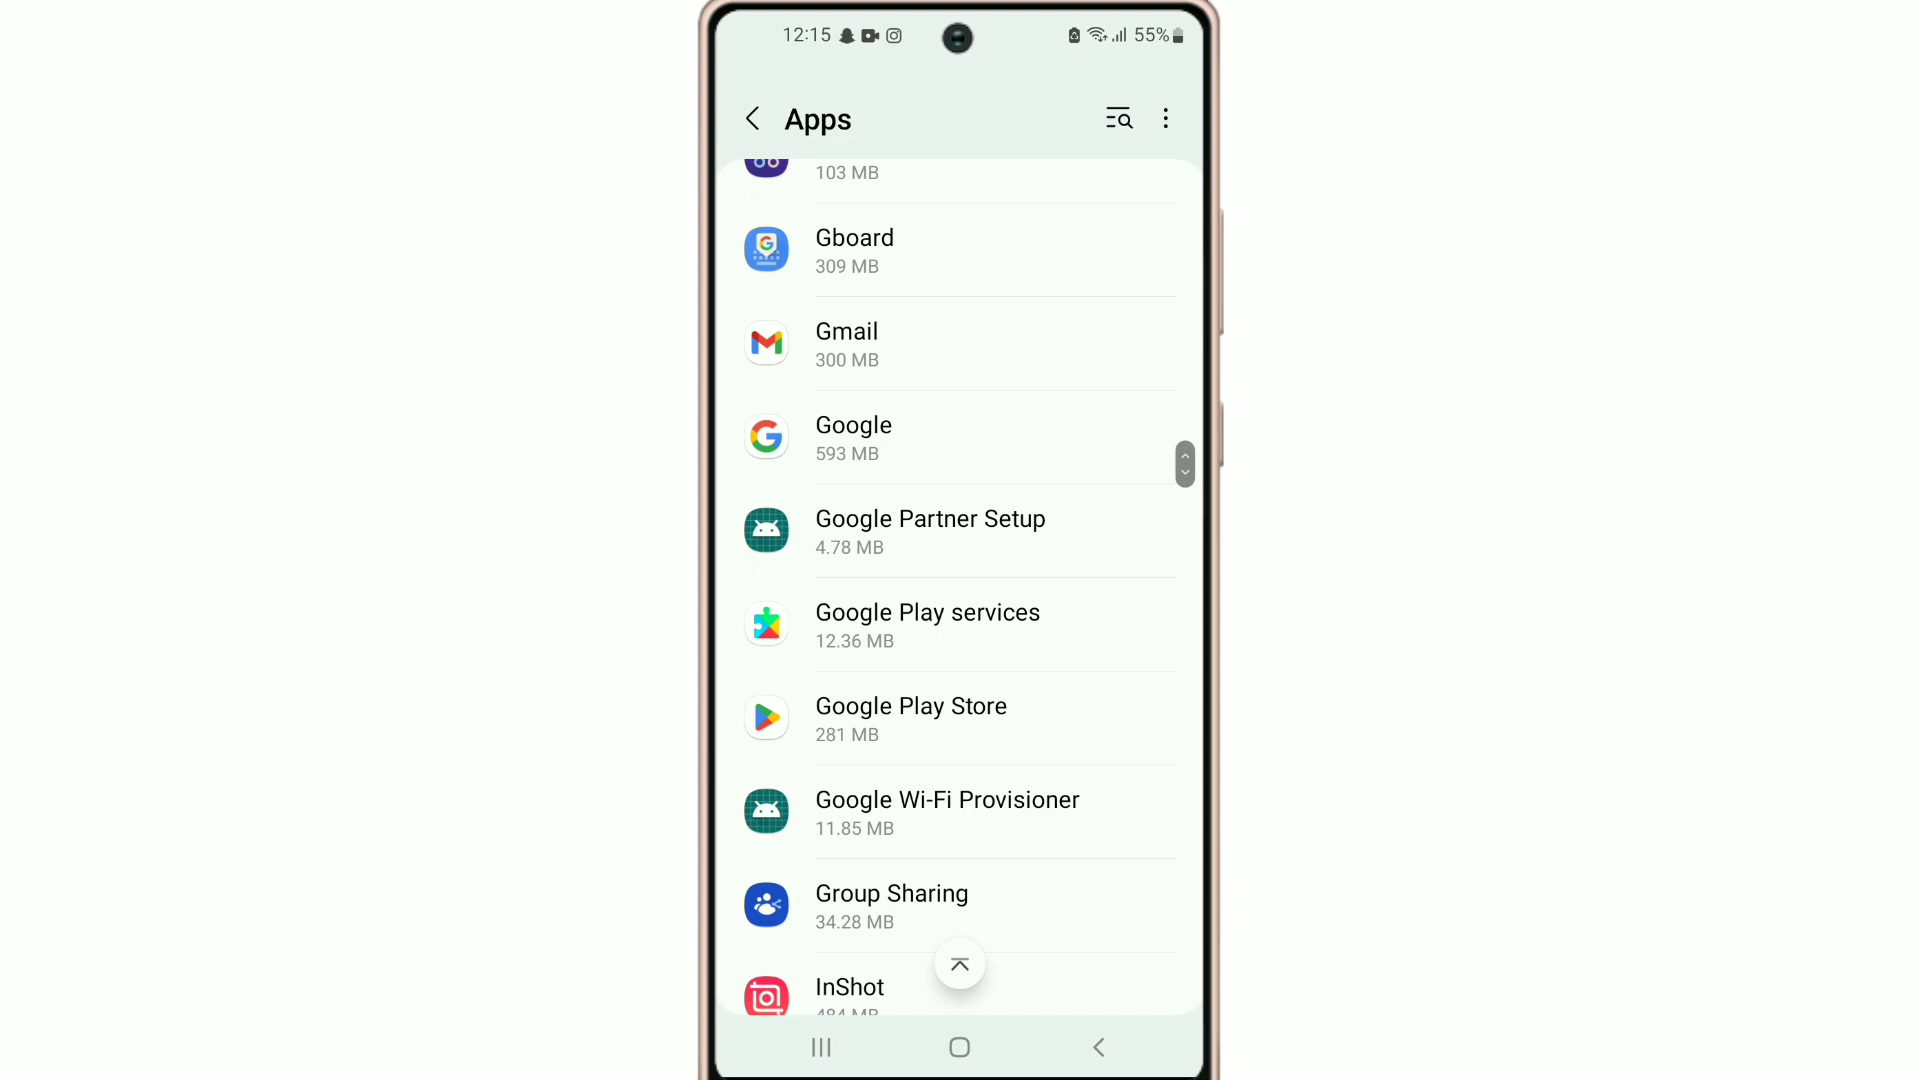 12:15
55%
Apps
103 MB
Gboard
309 MB
Gmail
300 MB
Google
593 MB
Google Partner Setup
4.78 MB
Google Play services
12.36 MB
Google Play Store
281 MB
Google Wi-Fi Provisioner
11.85 MB
Group Sharing
34.28 MB
InShot
484 MB